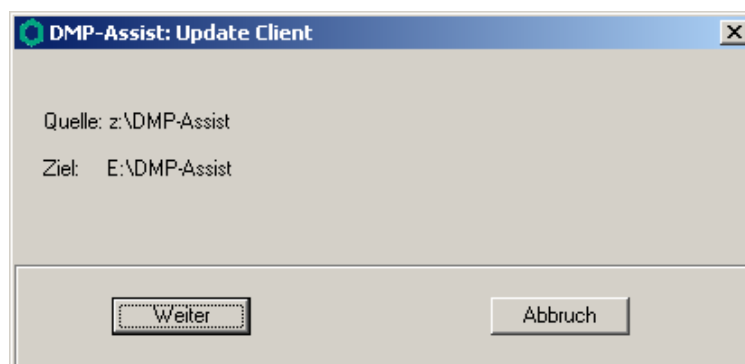 DMP-Assist: Update Client
Quelle: z:\DMP-Assist
Ziel: E:\DMP-Assist
Weiter
Abbruch